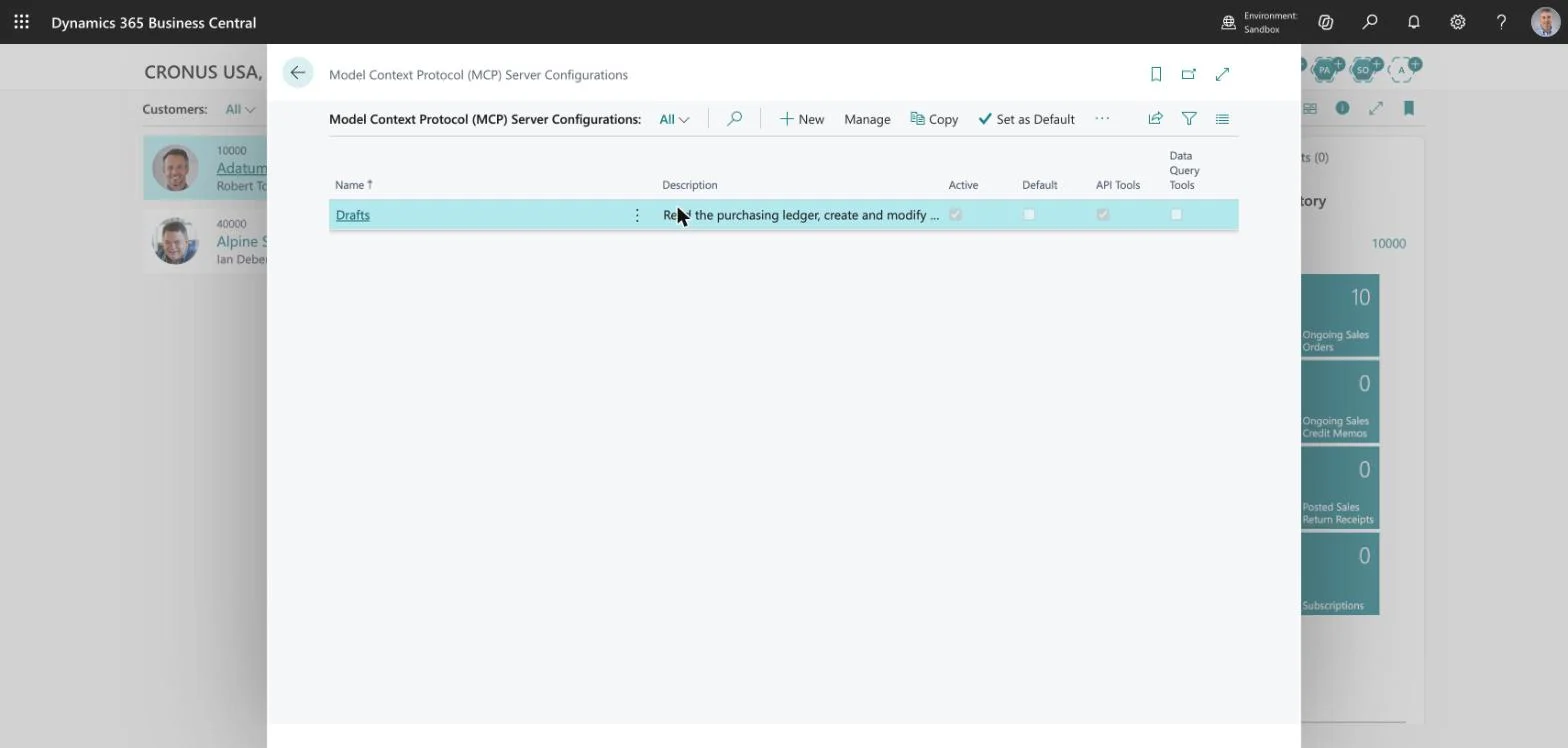 Dynamics 365 Business Central
Environment:
Sandbox
CRONUS USA,
Customers: All
10000
Adatum
Robert To
40000
Alpine S
Ian Deber
Model Context Protocol (MCP) Server Configurations
Model Context Protocol (MCP) Server Configurations: All
New
Manage
Copy
Set as Default
Name
Description
Active
Default
API Tools
Data
Query
Tools
Drafts
the purchasing ledger, create and modify ...
PA
SO
A
ts (0)
tory
10000
10
Ongoing Sales
Orders
0
Ongoing Sales
Credit Memos
0
Posted Sales
Return Receipts
0
Subscriptions